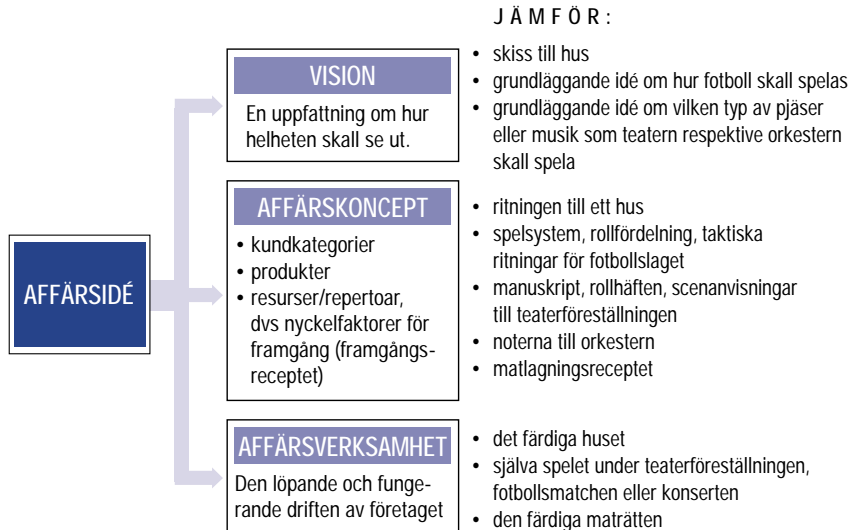 JÄMFÖR:
AFFÄRSIDÉ
VISION
En uppfattning om hur
helheten skall se ut.
• skiss till hus
• grundläggande idé om hur fotboll skall spelas
• grundläggande idé om vilken typ av pjäser
eller musik som teatern respektive orkestern
skall spela
AFFÄRSKONCEPT
• kundkategorier
• produkter
• resurser/repertoar,
dvs nyckelfaktorer för
framgång (framgångs-
receptet)
• ritningen till ett hus
• spelsystem, rollfördelning, taktiska
ritningar för fotbollslaget
• manuskript, rollhäften, scenanvisningar
till teaterföreställningen
• noterna till orkestern
• matlagningsreceptet
AFFÄRSVERKSAMHET
Den löpande och funge-
rande driften av företaget
• det färdiga huset
• själva spelet under teaterföreställningen,
fotbollsmatchen eller konserten
• den färdiga maträtten